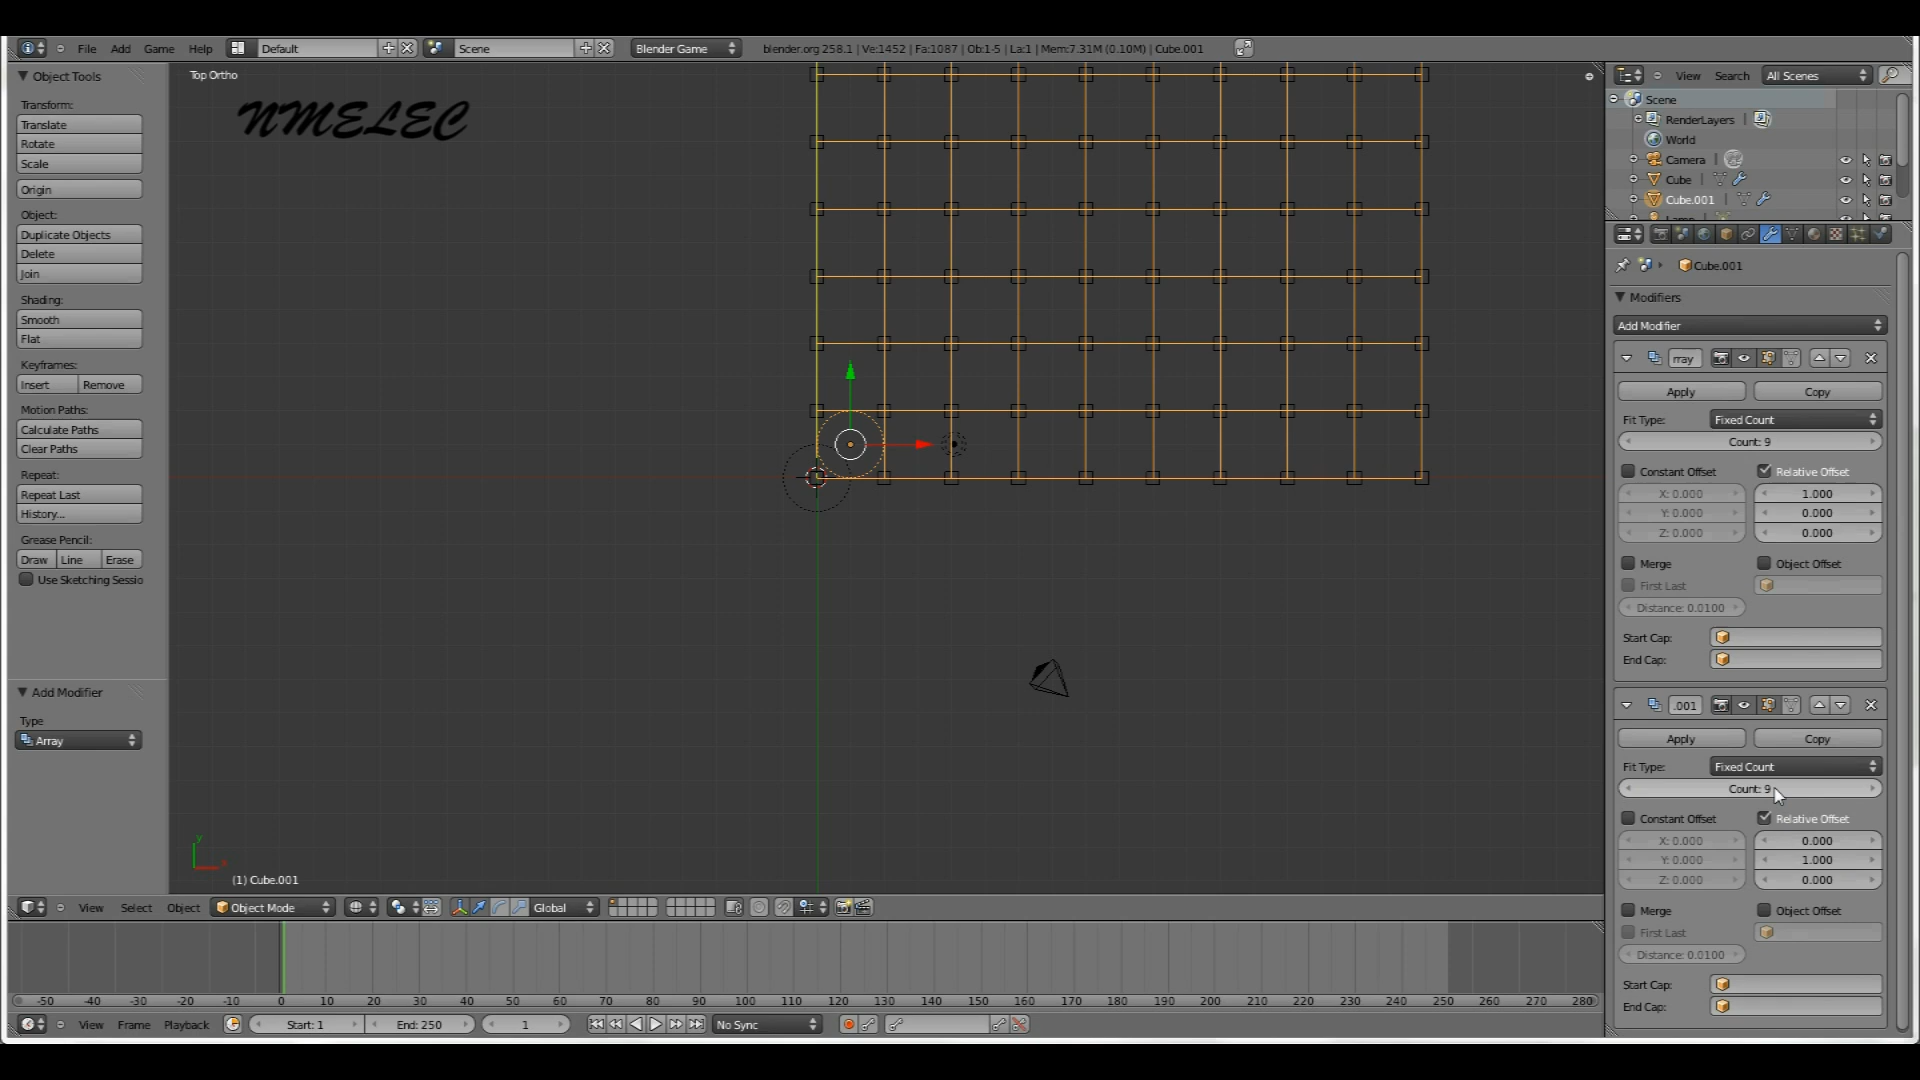 File Add Game Help Default Scene Blender Game blender.org 258.1 | Ve:1452 | Fa:1087 | Ob:1-5 | La:1 | Mem:7.31M (0.10M) | Cube.001
Object Tools
Transform:
Translate
Rotate
Scale
Origin
Object:
Duplicate Objects
Delete
Join
Shading:
Smooth
Flat
Keyframes:
Insert Remove
Motion Paths:
Calculate Paths
Clear Paths
Repeat:
Repeat Last
History...
Grease Pencil:
Draw Line Erase
Use Sketching Sessio
Add Modifier
Type
Array
Top Ortho
NMELEC
y
x
(1) Cube.001
View Select Object Object Mode Global
-50 -40 -30 -20 -10 0 10 20 30 40 50 60 70 80 90 100 110 120 130 140 150 160 170 180 190 200 210 220 230 240 250 260 270 280
View Frame Playback Start: 1 End: 250 1 No Sync
View Search All Scenes
Scene
RenderLayers |
World
Camera |
Cube |
Cube.001 |
Lamp
Cube.001
Modifiers
Add Modifier
rray
Apply Copy
Fit Type: Fixed Count
Count: 9
Constant Offset Relative Offset
X: 0.000 1.000
Y: 0.000 0.000
Z: 0.000 0.000
Merge Object Offset
First Last
Distance: 0.0100
Start Cap:
End Cap:
.001
Apply Copy
Fit Type: Fixed Count
Count: 9
Constant Offset Relative Offset
X: 0.000 0.000
Y: 0.000 1.000
Z: 0.000 0.000
Merge Object Offset
First Last
Distance: 0.0100
Start Cap:
End Cap: